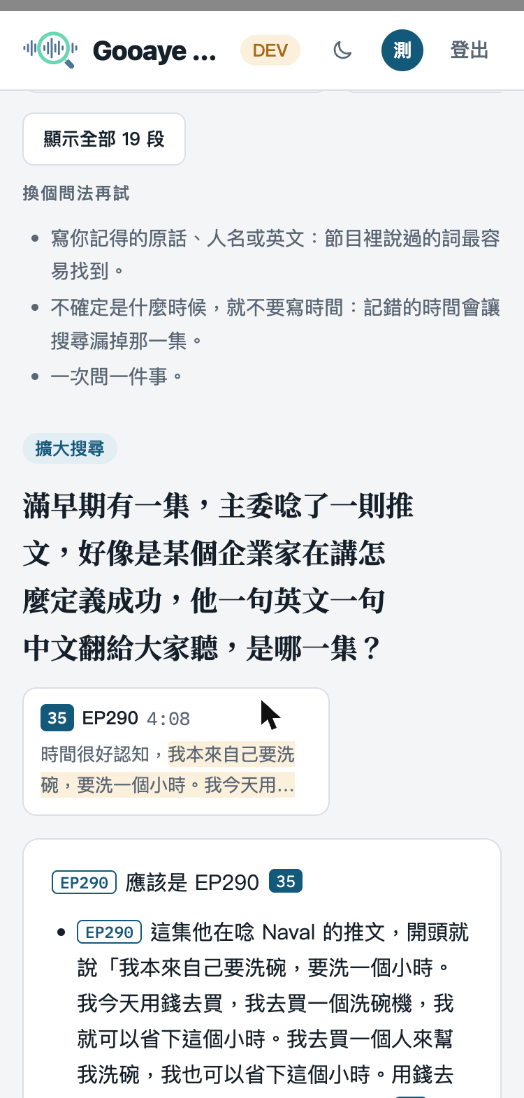 Gooaye ...
DEV
測
登出
顯示全部 19 段
換個問法再試
寫你記得的原話、人名或英文：節目裡說過的詞最容
易找到。
不確定是什麼時候，就不要寫時間：記錯的時間會讓
搜尋漏掉那一集。
一次問一件事。
擴大搜尋
滿早期有一集，主委唸了一則推
文，好像是某個企業家在講怎
麼定義成功，他一句英文一句
中文翻給大家聽，是哪一集？
35 EP290 4:08
時間很好認知，我本來自己要洗
碗，要洗一個小時。我今天用...
EP290 應該是 EP290 35
EP290 這集他在唸 Naval 的推文，開頭就
說「我本來自己要洗碗，要洗一個小時。
我今天用錢去買，我去買一個洗碗機，我
就可以省下這個小時。我去買一個人來幫
我洗碗，我也可以省下這個小時。用錢去